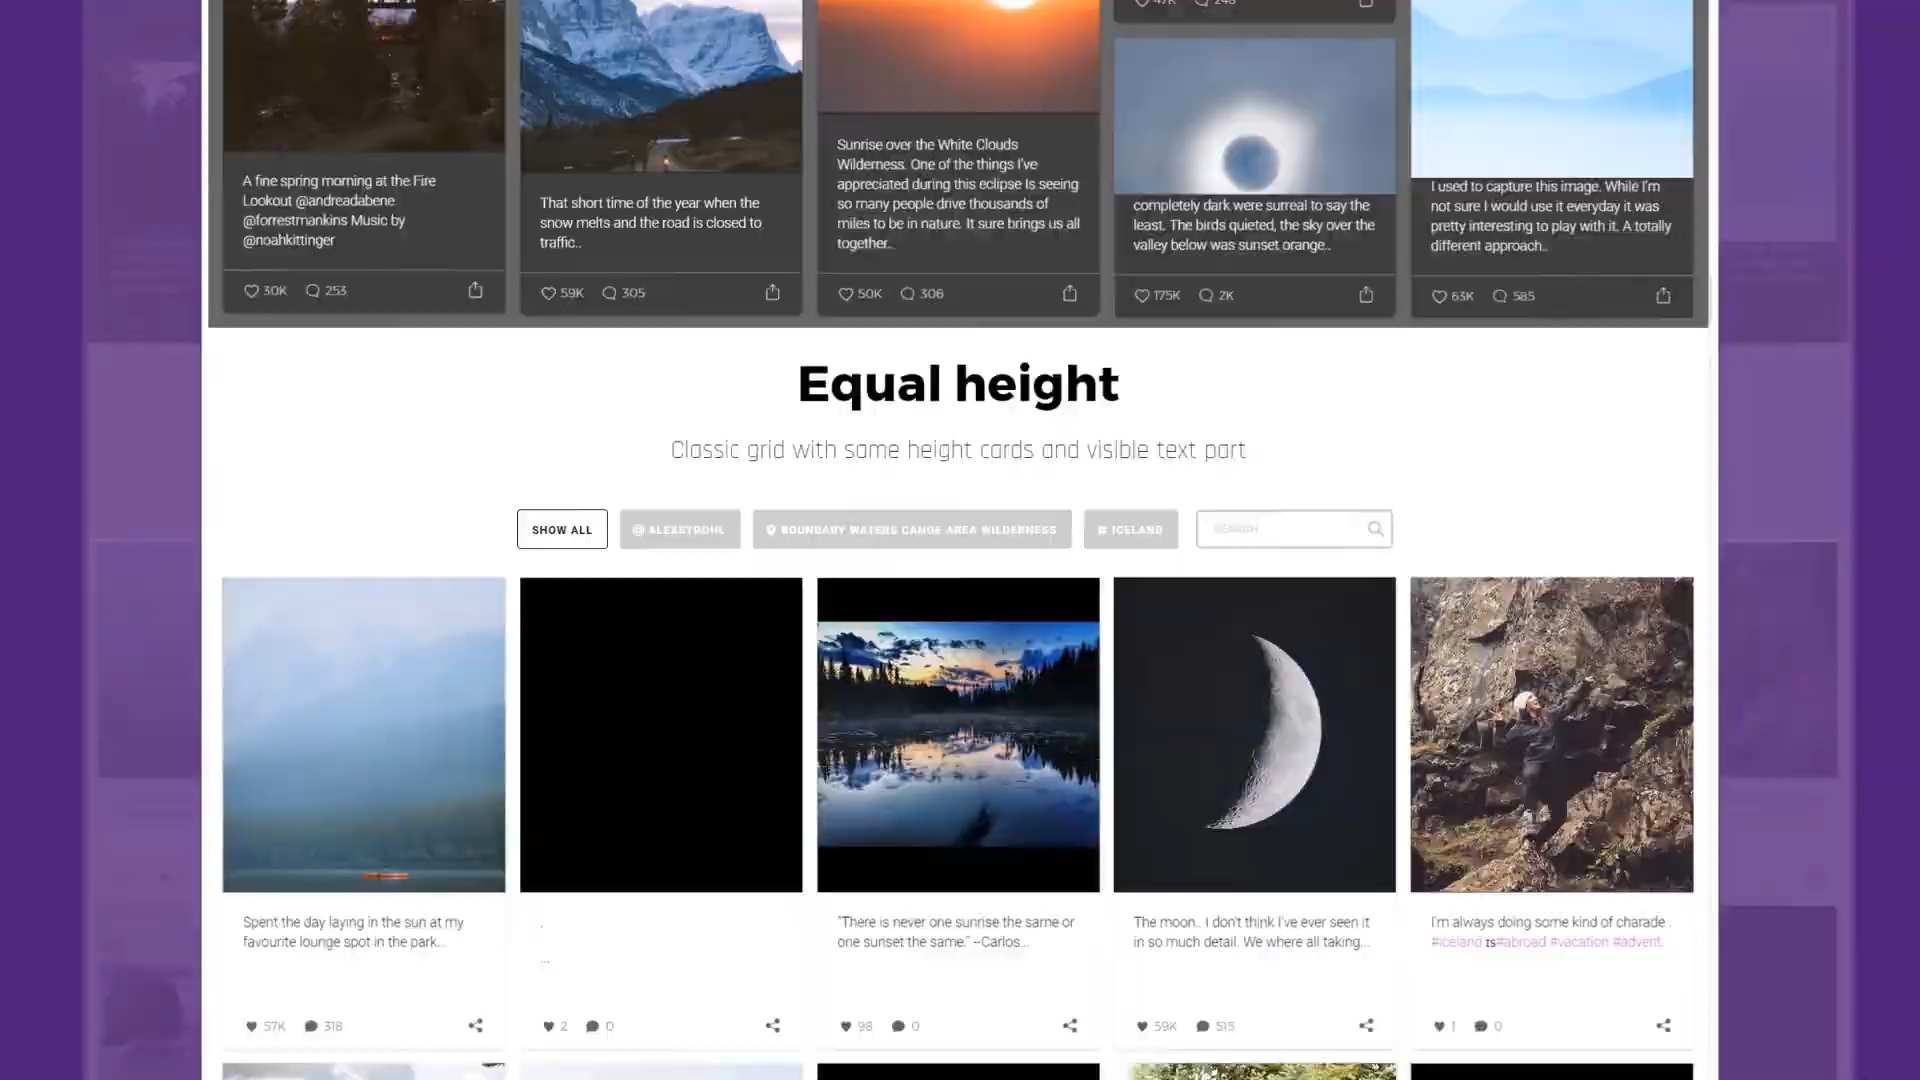 47K 248
A fine spring morning at the Fire
Lookout @andreadabene
@forrestmankins Music by
@noahkittinger
30K 253
That short time of the year when the
snow melts and the road is closed to
traffic..
59K 305
Sunrise over the White Clouds
Wilderness. One of the things I've
appreciated during this eclipse is seeing
so many people drive thousands of
miles to be in nature. It sure brings us all
together..
50K 306
completely dark were surreal to say the
least. The birds quieted, the sky over the
valley below was sunset orange..
175K 2K
I used to capture this image. While I'm
not sure I would use it everyday it was
pretty interesting to play with it. A totally
different approach..
63K 585
Equal height
Classic grid with same height cards and visible text part
SHOW ALL
@ ALEXSTROHL
BOUNDARY WATERS CANOE AREA WILDERNESS
# ICELAND
SEARCH
Spent the day laying in the sun at my
favourite lounge spot in the park...
57K 318
.
...
2 0
"There is never one sunrise the same or
one sunset the same." ~Carlos...
98 0
The moon.. I don't think I've ever seen it
in so much detail. We where all taking...
59K 515
I'm always doing some kind of charade .
#iceland is #abroad #vacation #advent..
1 0